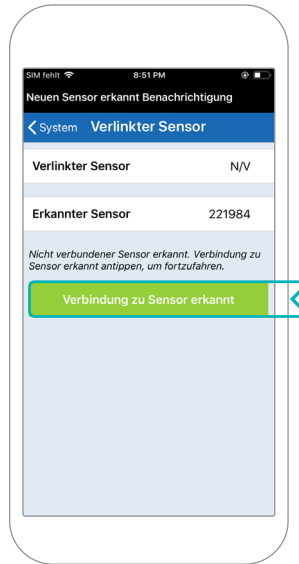 SIM fehlt 8:51 PM
Neuen Sensor erkannt Benachrichtigung
System Verlinkter Sensor
Verlinkter Sensor N/V
Erkannter Sensor 221984
Nicht verbundener Sensor erkannt. Verbindung zu
Sensor erkannt antippen, um fortzufahren.
Verbindung zu Sensor erkannt